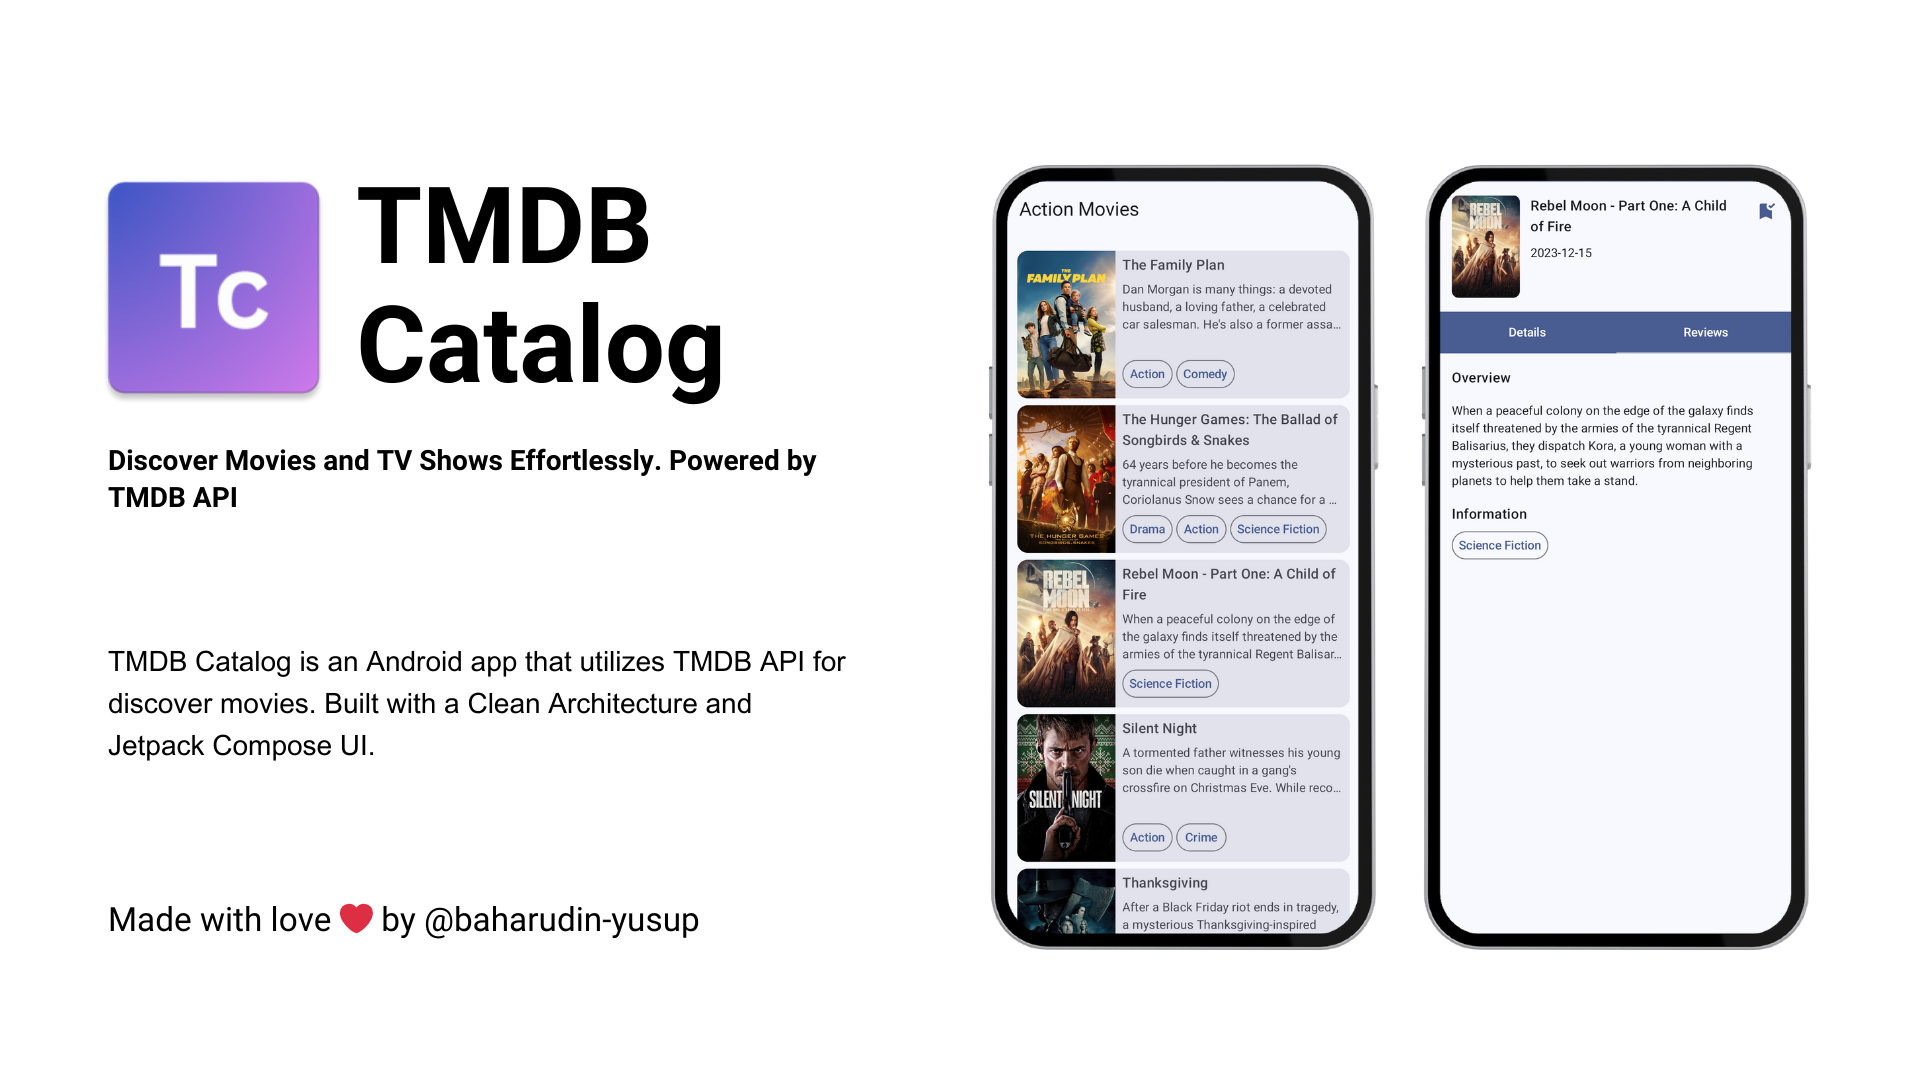 Tc
TMDB
Catalog
Discover Movies and TV Shows Effortlessly. Powered by
TMDB API
TMDB Catalog is an Android app that utilizes TMDB API for
discover movies. Built with a Clean Architecture and
Jetpack Compose UI.
Made with love ❤️ by @baharudin-yusup
Action Movies
THE
FAMILY PLAN
The Family Plan
Dan Morgan is many things: a devoted
husband, a loving father, a celebrated
car salesman. He's also a former assa...
Action Comedy
THE HUNGER GAMES
SONGBIRDS & SNAKES
The Hunger Games: The Ballad of
Songbirds & Snakes
64 years before he becomes the
tyrannical president of Panem,
Coriolanus Snow sees a chance for a ...
Drama Action Science Fiction
REBEL
MOON
Rebel Moon - Part One: A Child of
Fire
When a peaceful colony on the edge of
the galaxy finds itself threatened by the
armies of the tyrannical Regent Balisar...
Science Fiction
SILENT NIGHT
Silent Night
A tormented father witnesses his young
son die when caught in a gang's
crossfire on Christmas Eve. While reco...
Action Crime
Thanksgiving
After a Black Friday riot ends in tragedy,
a mysterious Thanksgiving-inspired
REBEL
MOON
Rebel Moon - Part One: A Child
of Fire
2023-12-15
Details Reviews
Overview
When a peaceful colony on the edge of the galaxy finds
itself threatened by the armies of the tyrannical Regent
Balisarius, they dispatch Kora, a young woman with a
mysterious past, to seek out warriors from neighboring
planets to help them take a stand.
Information
Science Fiction